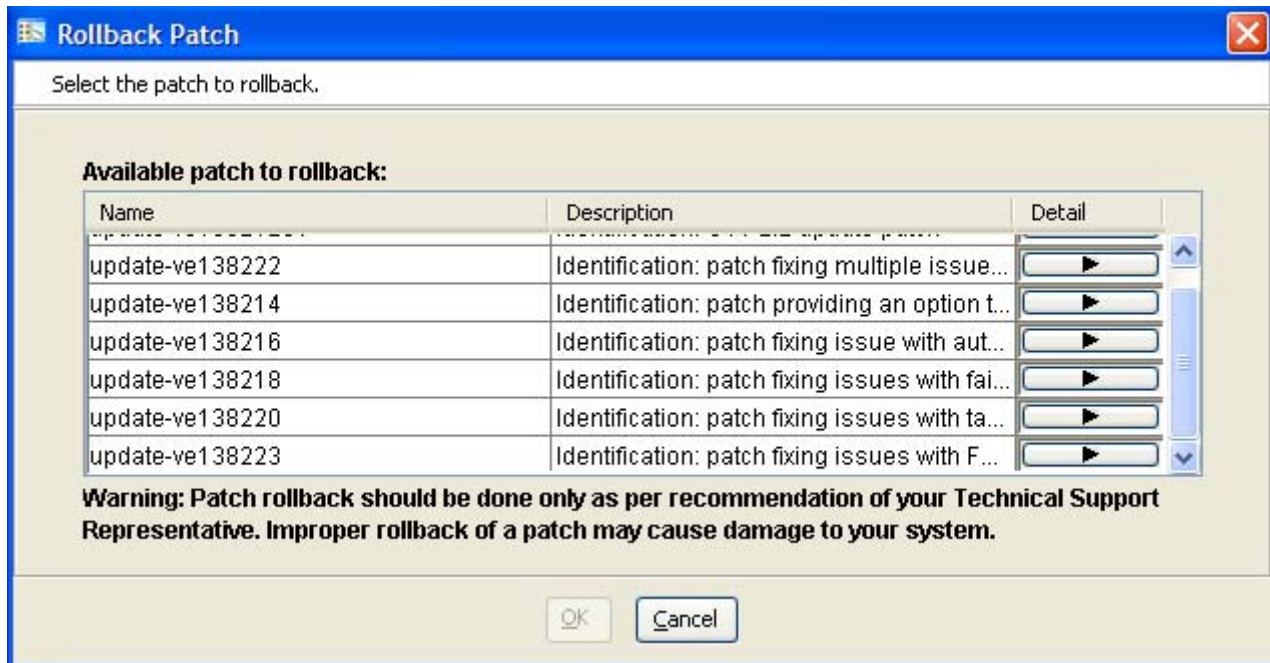 Rollback Patch
Select the patch to rollback.
Available patch to rollback:
Name Description Detail
update-ve138222 Identification: patch fixing multiple issue...
update-ve138214 Identification: patch providing an option t...
update-ve138216 Identification: patch fixing issue with aut...
update-ve138218 Identification: patch fixing issues with fai...
update-ve138220 Identification: patch fixing issues with ta...
update-ve138223 Identification: patch fixing issues with F...
Warning: Patch rollback should be done only as per recommendation of your Technical Support
Representative. Improper rollback of a patch may cause damage to your system.
OK Cancel